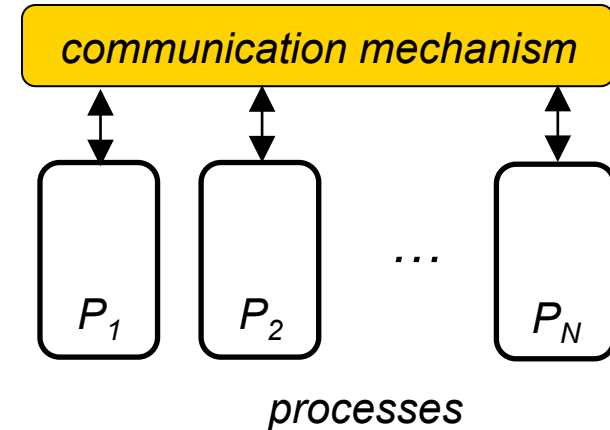 communication mechanism
...
P1 P2 PN
processes